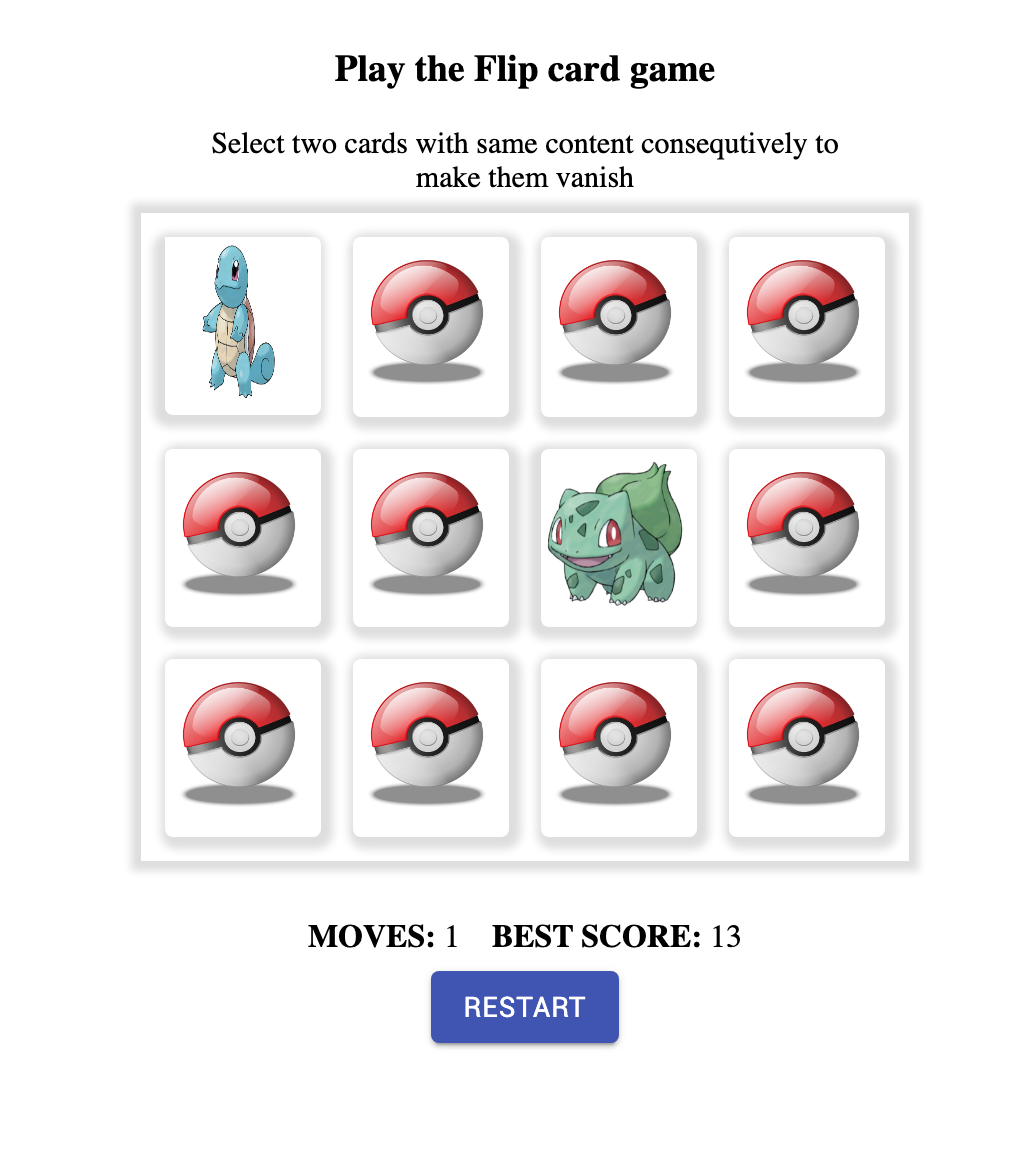 Play the Flip card game
Select two cards with same content consequtively to
make them vanish
MOVES: 1 BEST SCORE: 13
RESTART